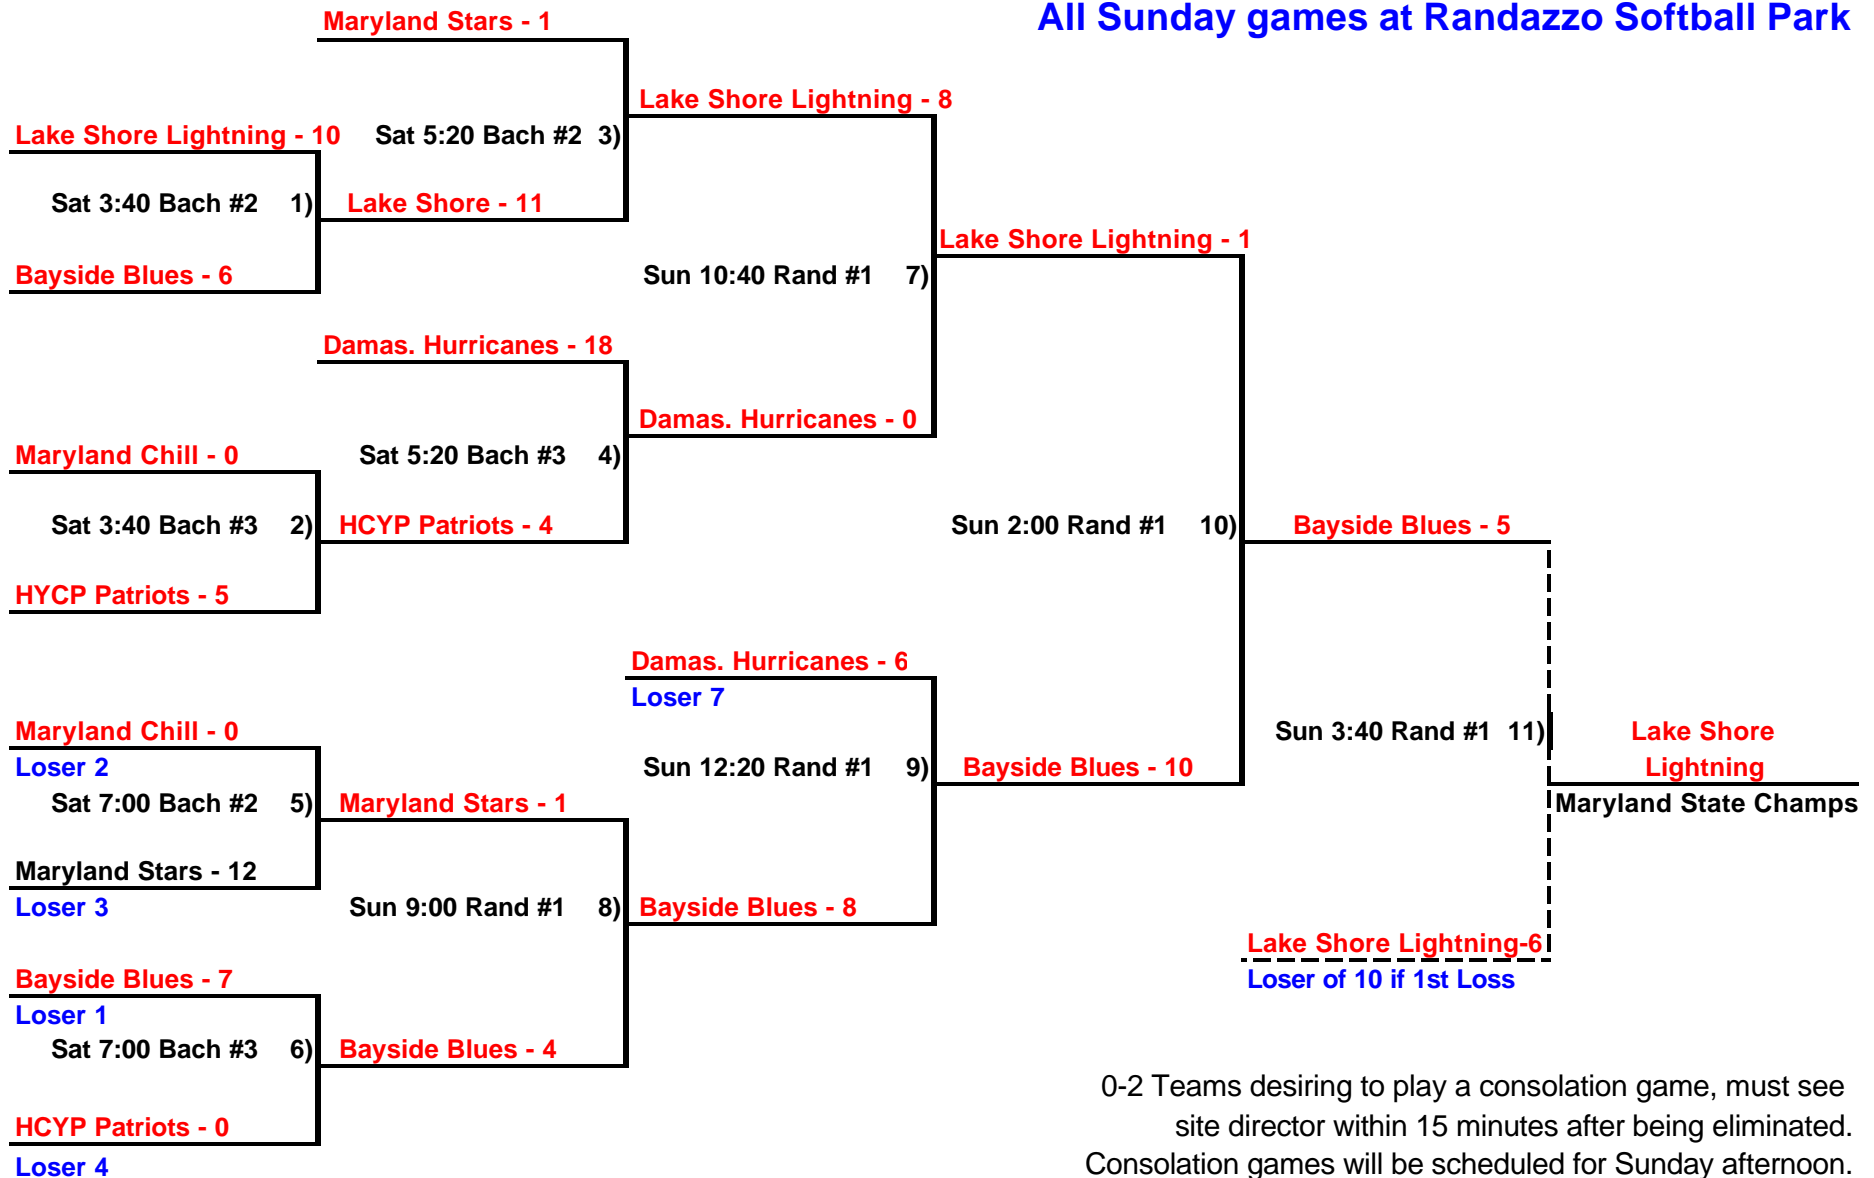 Maryland Stars - 1
All Sunday games at Randazzo Softball Park
Lake Shore Lightning - 8
Lake Shore Lightning - 10
Sat 5:20 Bach #2 3)
Sat 3:40 Bach #2 1)
Lake Shore - 11
Lake Shore Lightning - 1
Bayside Blues - 6
Sun 10:40 Rand #1 7)
Damas. Hurricanes - 18
Damas. Hurricanes - 0
Maryland Chill - 0
Sat 5:20 Bach #3 4)
Sat 3:40 Bach #3 2)
HCYP Patriots - 4
Sun 2:00 Rand #1 10)
Bayside Blues - 5
HYCP Patriots - 5
Damas. Hurricanes - 6
Loser 7
Maryland Chill - 0
Sun 3:40 Rand #1 11)
Lake Shore
Lightning
Loser 2
Sun 12:20 Rand #1 9)
Bayside Blues - 10
Sat 7:00 Bach #2 5)
Maryland Stars - 1
Maryland State Champs
Maryland Stars - 12
Loser 3
Sun 9:00 Rand #1 8)
Bayside Blues - 8
Lake Shore Lightning-6
Loser of 10 if 1st Loss
Bayside Blues - 7
Loser 1
Sat 7:00 Bach #3 6)
Bayside Blues - 4
HCYP Patriots - 0
Loser 4
0-2 Teams desiring to play a consolation game, must see
site director within 15 minutes after being eliminated.
Consolation games will be scheduled for Sunday afternoon.